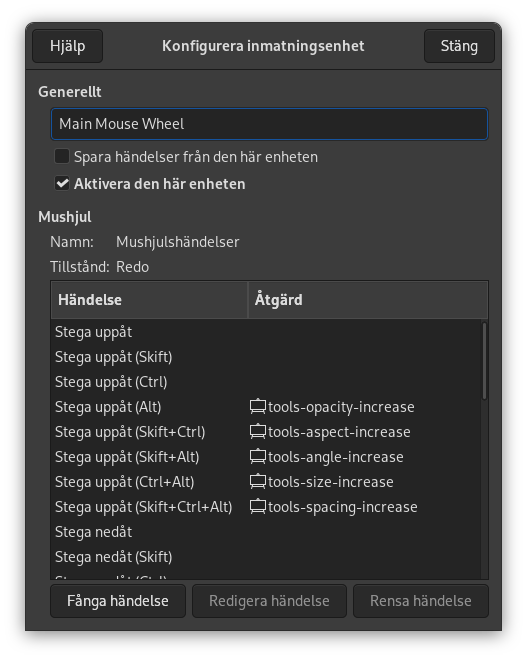 Hjälp Konfigurera inmatningsenhet Stäng
Generellt
Main Mouse Wheel
Spara händelser från den här enheten
Aktivera den här enheten
Mushjul
Namn: Mushjulshändelser
Tillstånd: Redo
Händelse Åtgärd
Stega uppåt
Stega uppåt (Skift)
Stega uppåt (Ctrl)
Stega uppåt (Alt) tools-opacity-increase
Stega uppåt (Skift+Ctrl) tools-aspect-increase
Stega uppåt (Skift+Alt) tools-angle-increase
Stega uppåt (Ctrl+Alt) tools-size-increase
Stega uppåt (Skift+Ctrl+Alt) tools-spacing-increase
Stega nedåt
Stega nedåt (Skift)
Stega nedåt (Ctrl)
Fånga händelse Redigera händelse Rensa händelse